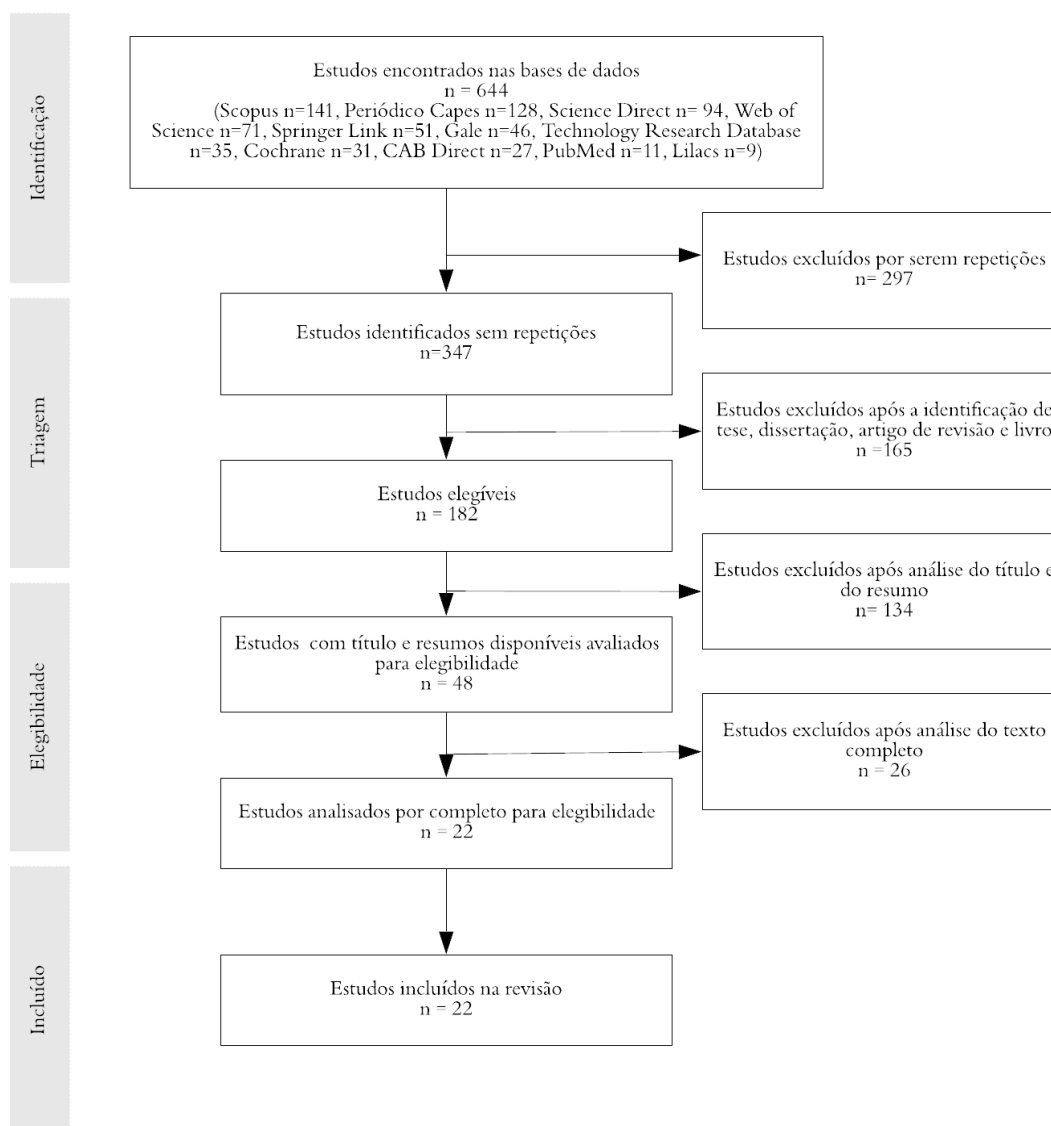 Identificação
Estudos encontrados nas bases de dados
n = 644
(Scopus n=141, Periódico Capes n=128, Science Direct n= 94, Web of
Science n=71, Springer Link n=51, Gale n=46, Technology Research Database
n=35, Cochrane n=31, CAB Direct n=27, PubMed n=11, Lilacs n=9)
Estudos excluídos por serem repetições
n= 297
Triagem
Estudos identificados sem repetições
n=347
Estudos excluídos após a identificação de
tese, dissertação, artigo de revisão e livro
n =165
Estudos elegíveis
n = 182
Estudos excluídos após análise do título e
do resumo
n= 134
Elegibilidade
Estudos  com título e resumos disponíveis avaliados
para elegibilidade
n = 48
Estudos excluídos após análise do texto
completo
n = 26
Estudos analisados por completo para elegibilidade
n = 22
Incluído
Estudos incluídos na revisão
n = 22